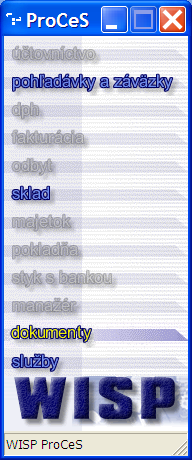 ProCeS
účtovníctvo
pohľadávky a záväzky
dph
fakturácia
odbyt
sklad
majetok
pokladňa
styk s bankou
manažér
dokumenty
služby
WISP
WISP ProCeS